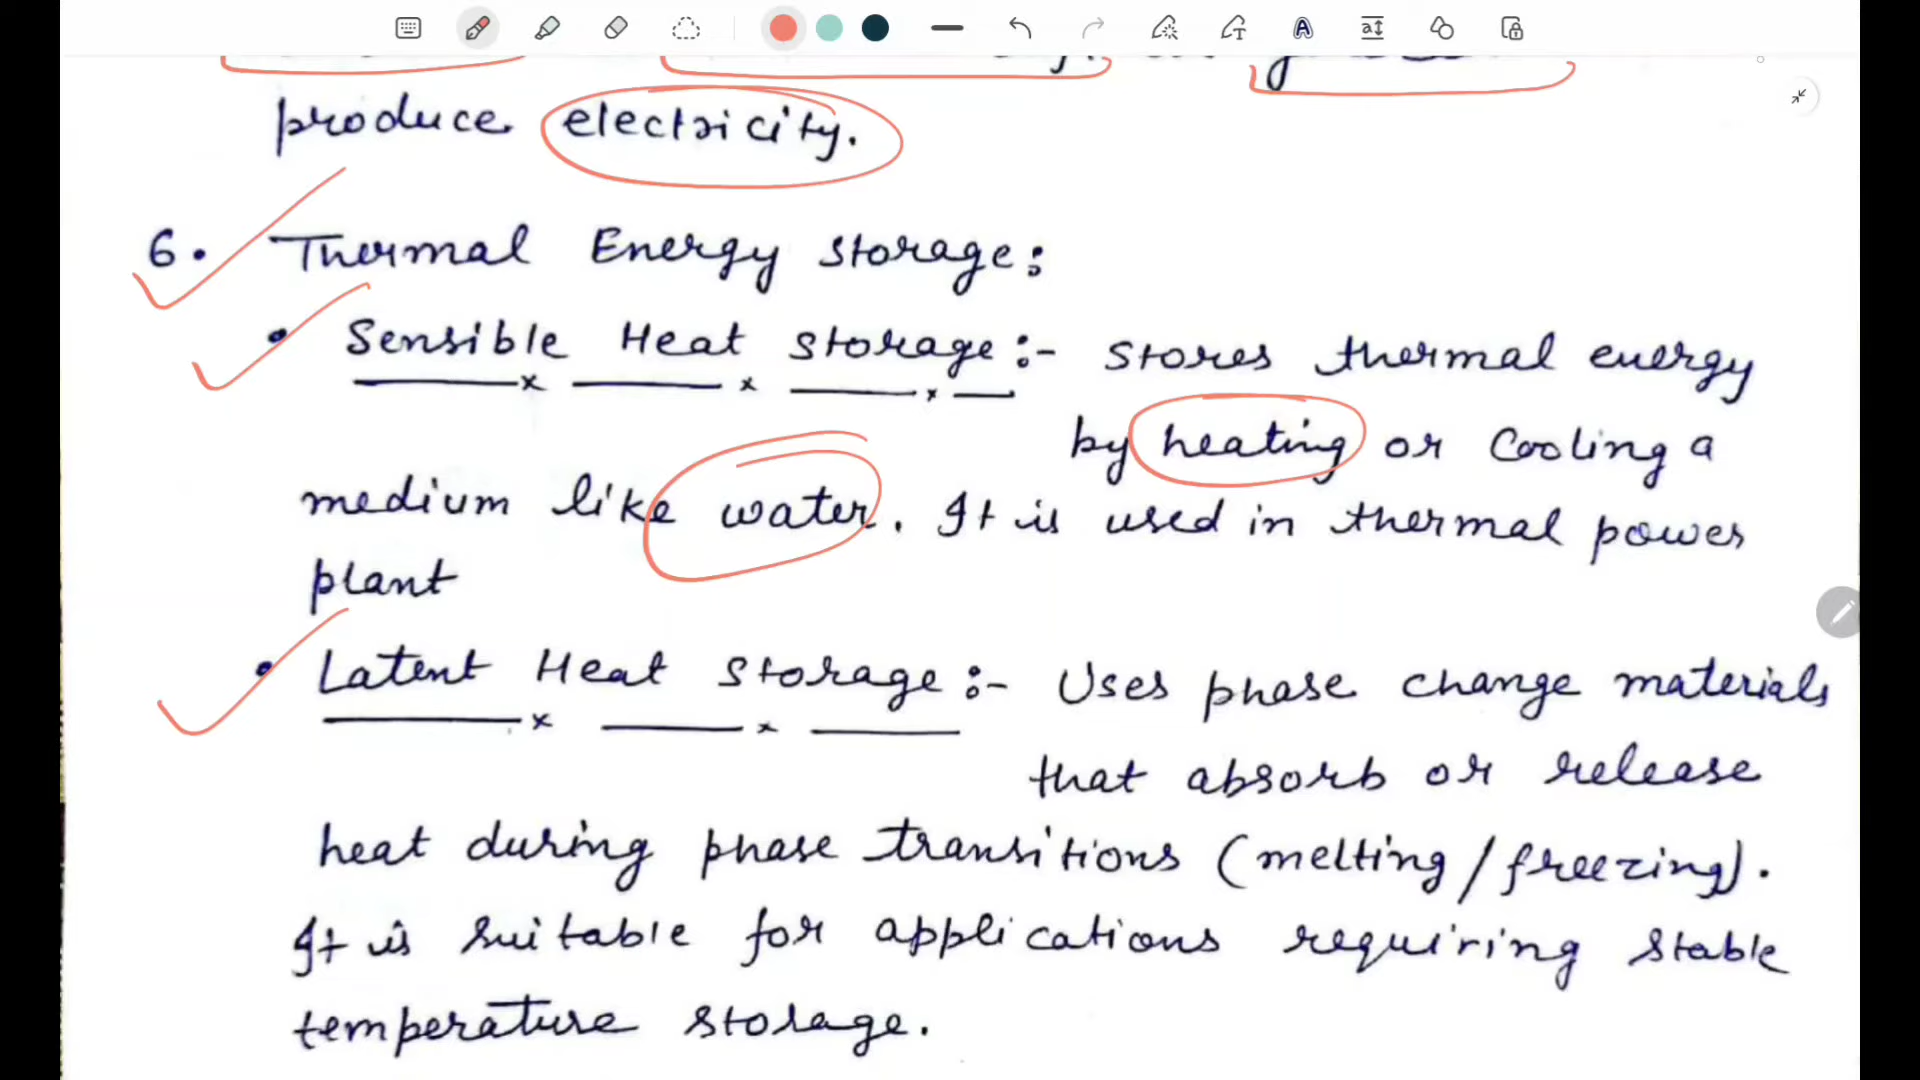 produce electricity.
6. Thermal Energy Storage:
• Sensible Heat Storage :- Stores thermal energy
by heating or Cooling a
medium like water. It is used in thermal power
plant
• Latent Heat Storage :- Uses phase change materials
that absorb or release
heat during phase transitions (melting/freezing).
It is suitable for applications requiring stable
temperature storage.